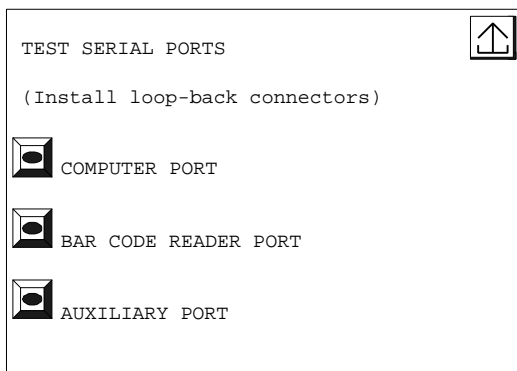 TEST SERIAL PORTS
(Install loop-back connectors)
COMPUTER PORT
BAR CODE READER PORT
AUXILIARY PORT